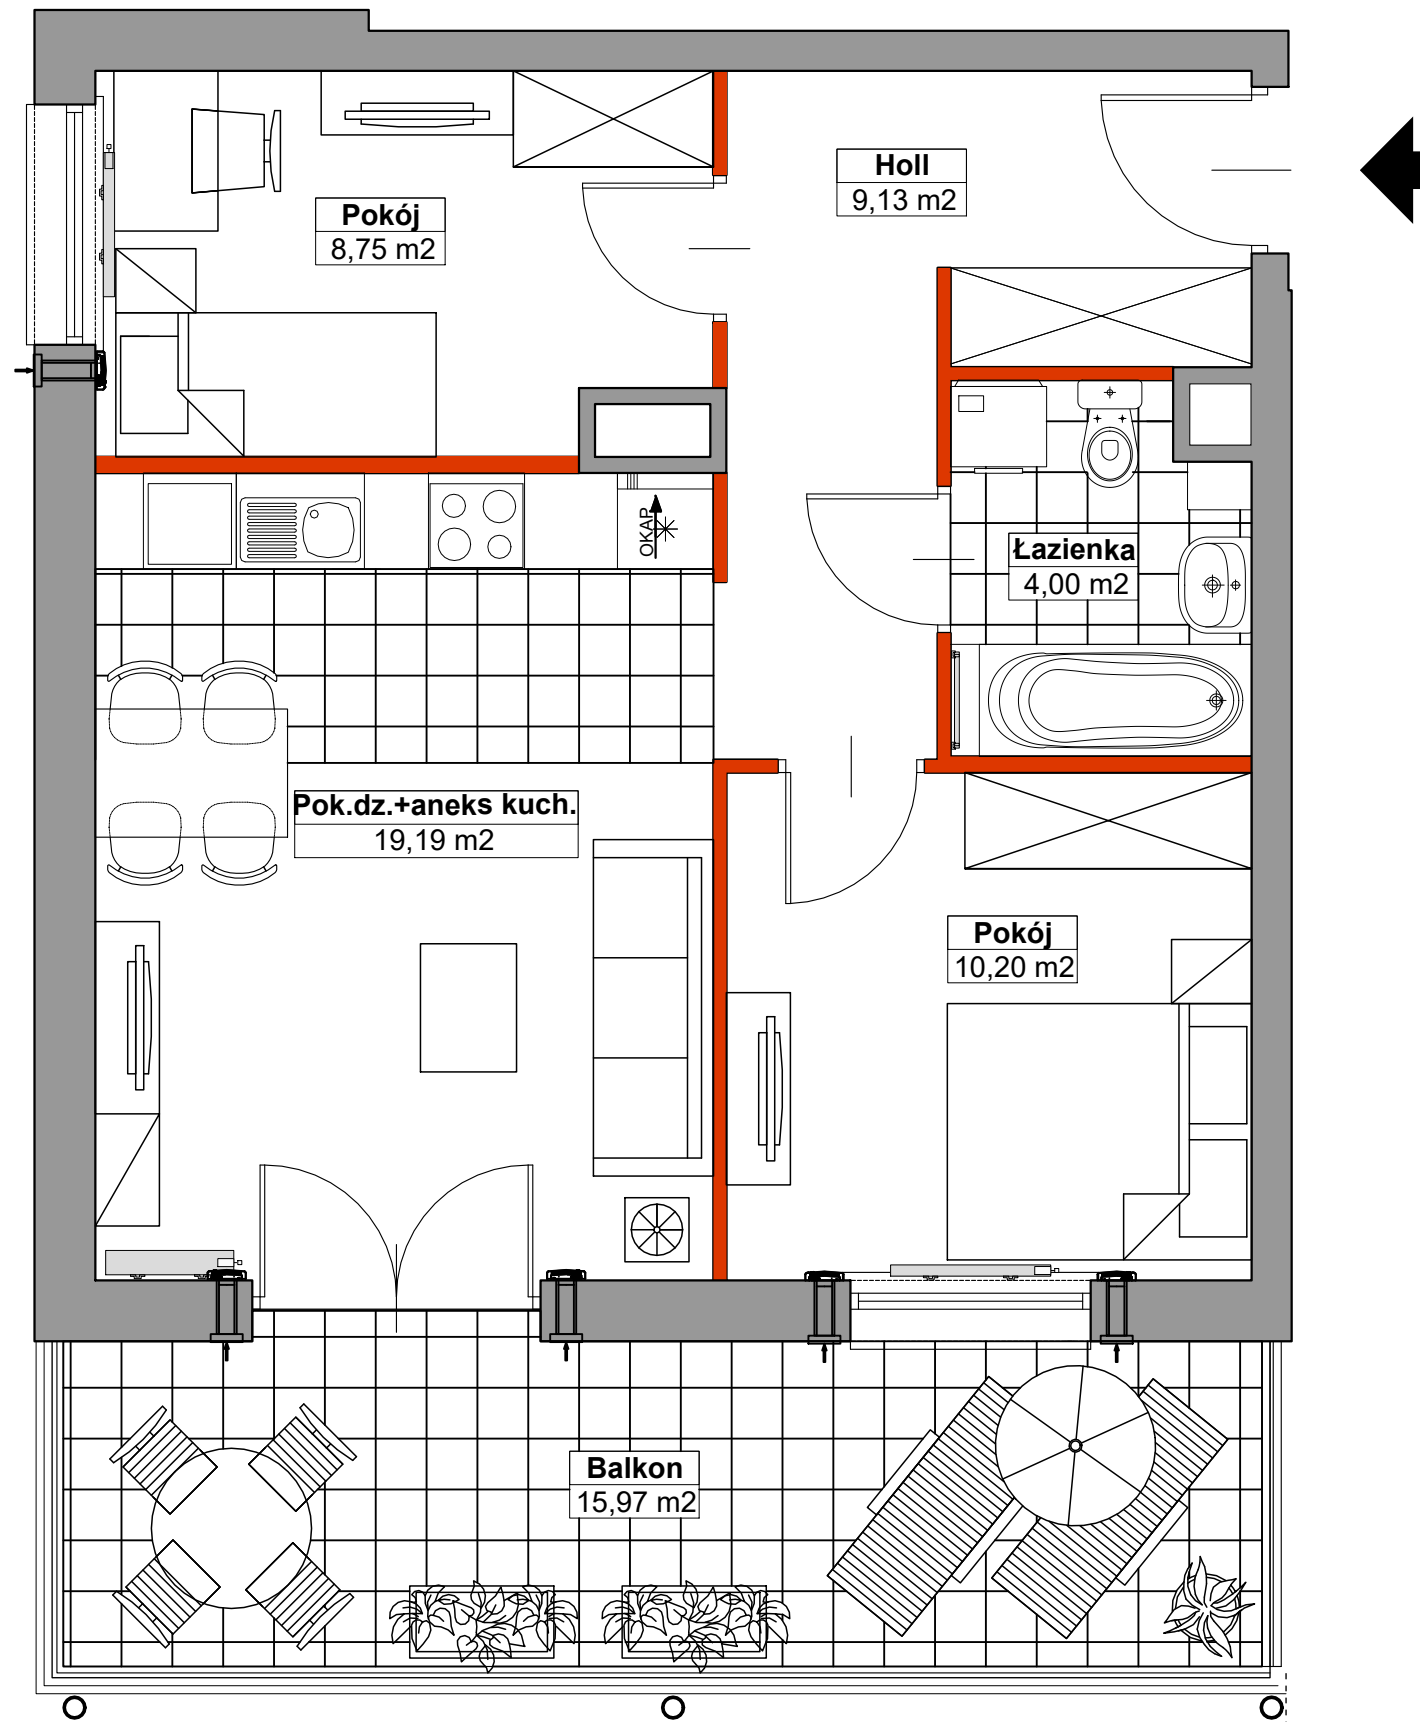 Holl
9,13 m2
Pokój
8,75 m2
OKAP
Łazienka
4,00 m2
Pok.dz.+aneks kuch.
19,19 m2
Pokój
10,20 m2
Balkon
15,97 m2